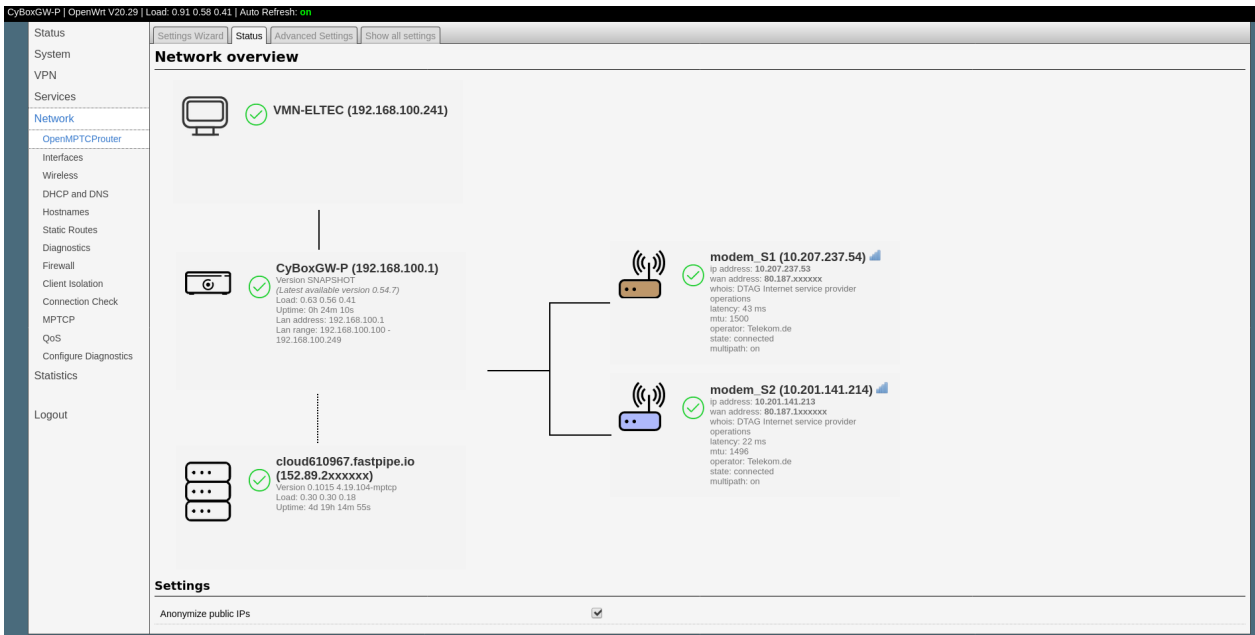 CyBoxGW-P | OpenWrt V20.29 | Load: 0.91 0.58 0.41 | Auto Refresh: on
Status
System
VPN
Services
Network
OpenMPTCProuter
Interfaces
Wireless
DHCP and DNS
Hostnames
Static Routes
Diagnostics
Firewall
Client Isolation
Connection Check
MPTCP
QoS
Configure Diagnostics
Statistics
Logout
Settings Wizard Status Advanced Settings Show all settings
Network overview
VMN-ELTEC (192.168.100.241)
CyBoxGW-P (192.168.100.1)
Version SNAPSHOT
(Latest available version 0.54.7)
Load: 0.63 0.56 0.41
Uptime: 0h 24m 10s
Lan address: 192.168.100.1
Lan range: 192.168.100.100 -
192.168.100.249
modem_S1 (10.207.237.54)
ip address: 10.207.237.53
wan address: 80.187.xxxxxx
whois: DTAG Internet service provider
operations
latency: 43 ms
mtu: 1500
operator: Telekom.de
state: connected
multipath: on
modem_S2 (10.201.141.214)
ip address: 10.201.141.213
wan address: 80.187.1xxxxxx
whois: DTAG Internet service provider
operations
latency: 22 ms
mtu: 1496
operator: Telekom.de
state: connected
multipath: on
cloud610967.fastpipe.io
(152.89.2xxxxxx)
Version 0.1015 4.19.104-mptcp
Load: 0.30 0.30 0.18
Uptime: 4d 19h 14m 55s
Settings
Anonymize public IPs